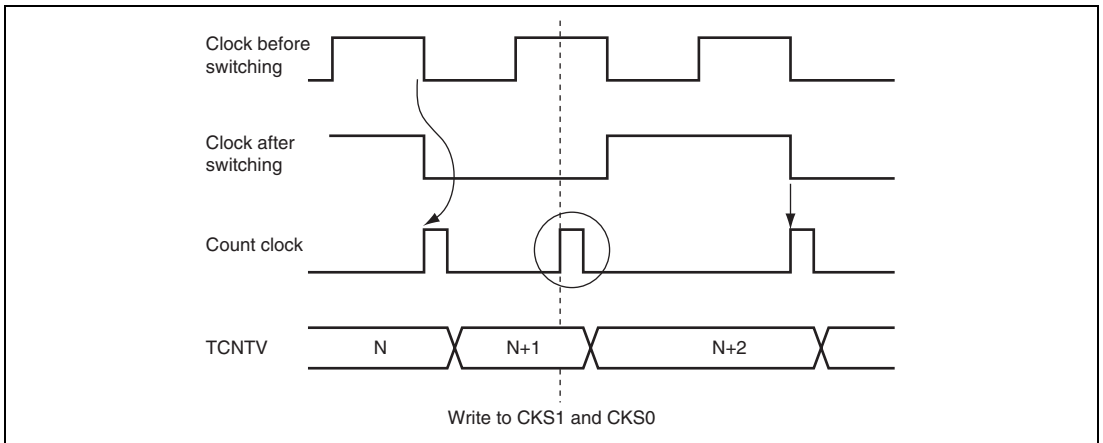 Clock before
switching
Clock after
switching
Count clock
TCNTV
N
N+1
N+2
Write to CKS1 and CKS0